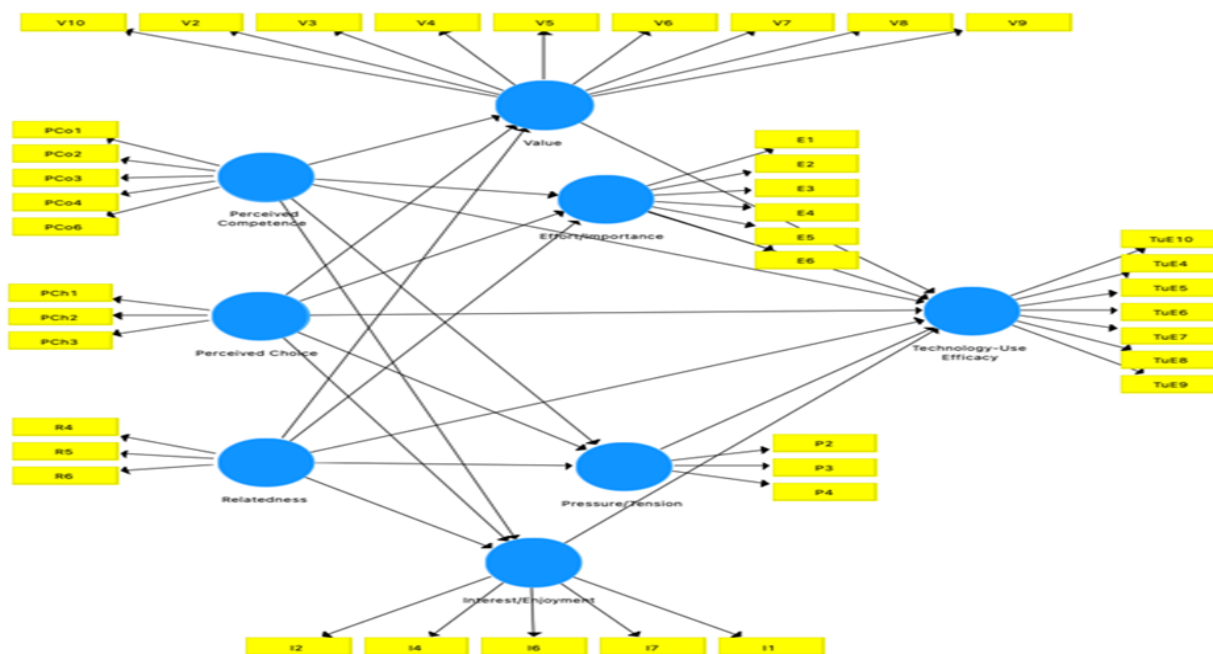 V10 V2 V3 V4 V5 V6 V7 V8 V9
Value
PCo1
PCo2
PCo3
PCo4
PCo6
Perceived
Competence
E1
E2
E3
E4
E5
E6
Effort/Importance
PCh1
PCh2
PCh3
Perceived Choice
TuE10
TuE4
TuE5
TuE6
TuE7
TuE8
TuE9
Technology-Use
Efficacy
R4
R5
R6
Relatedness
P2
P3
P4
Pressure/Tension
Interest/Enjoyment
I2 I4 I6 I7 I1